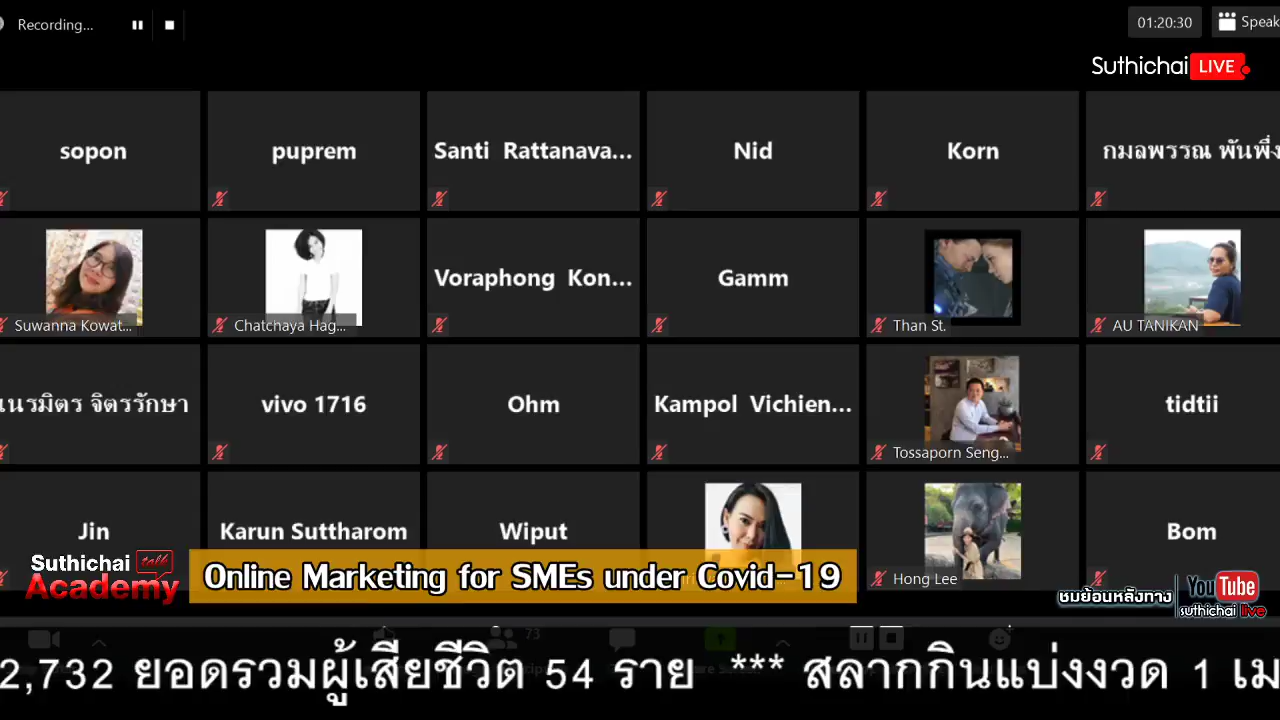 Recording...
01:20:30
Speak
Suthichai LIVE
sopon
puprem
Santi Rattanava...
Nid
Korn
กมลพรรณ พันพึ่ง
Suwanna Kowat...
Chatchaya Hag...
Voraphong Kon...
Gamm
Than St.
AU TANIKAN
เนรมิตร จิตรรักษา
vivo 1716
Ohm
Kampol Vichien...
Tossaporn Seng...
tidtii
Jin
Karun Suttharom
Wiput
Hong Lee
Bom
Suthichai talk
Academy
Online Marketing for SMEs under Covid-19
ชมย้อนหลังทาง
YouTube
suthichai live
73
2,732 ยอดรวมผู้เสียชีวิต 54 ราย *** สลากกินแบ่งงวด 1 เม